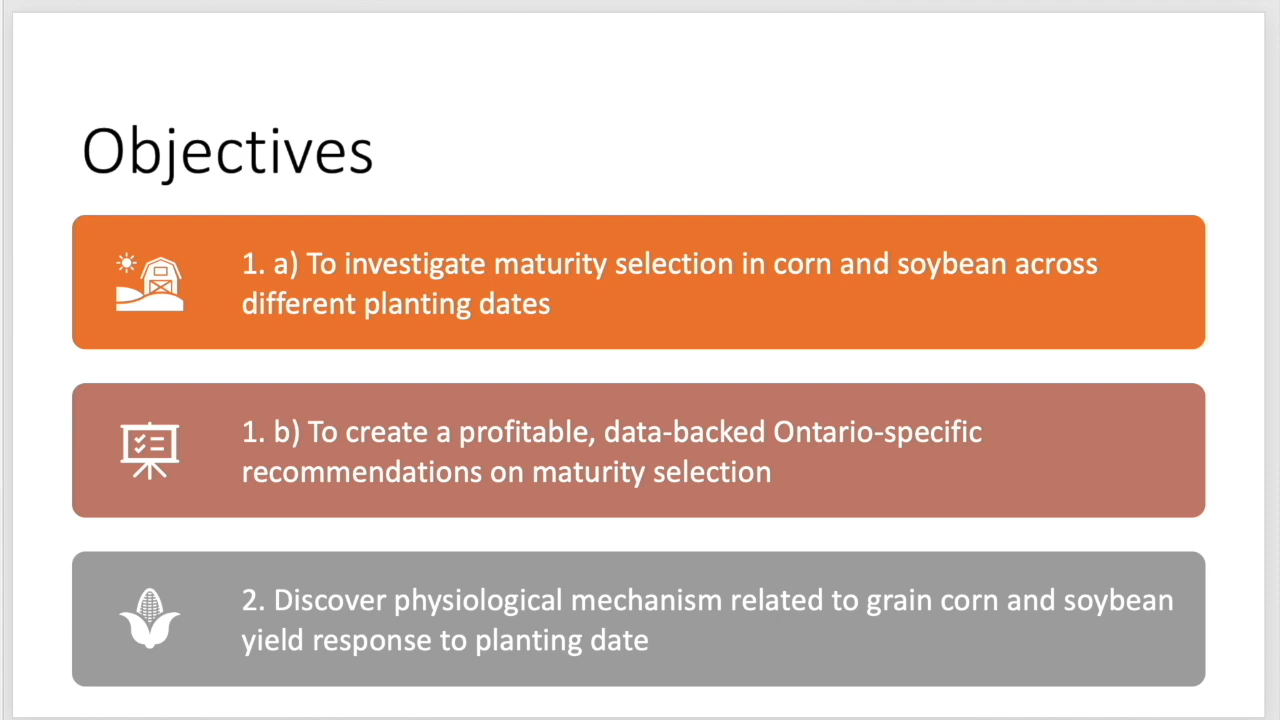 Objectives
1. a) To investigate maturity selection in corn and soybean across
different planting dates
1. b) To create a profitable, data-backed Ontario-specific
recommendations on maturity selection
2. Discover physiological mechanism related to grain corn and soybean
yield response to planting date